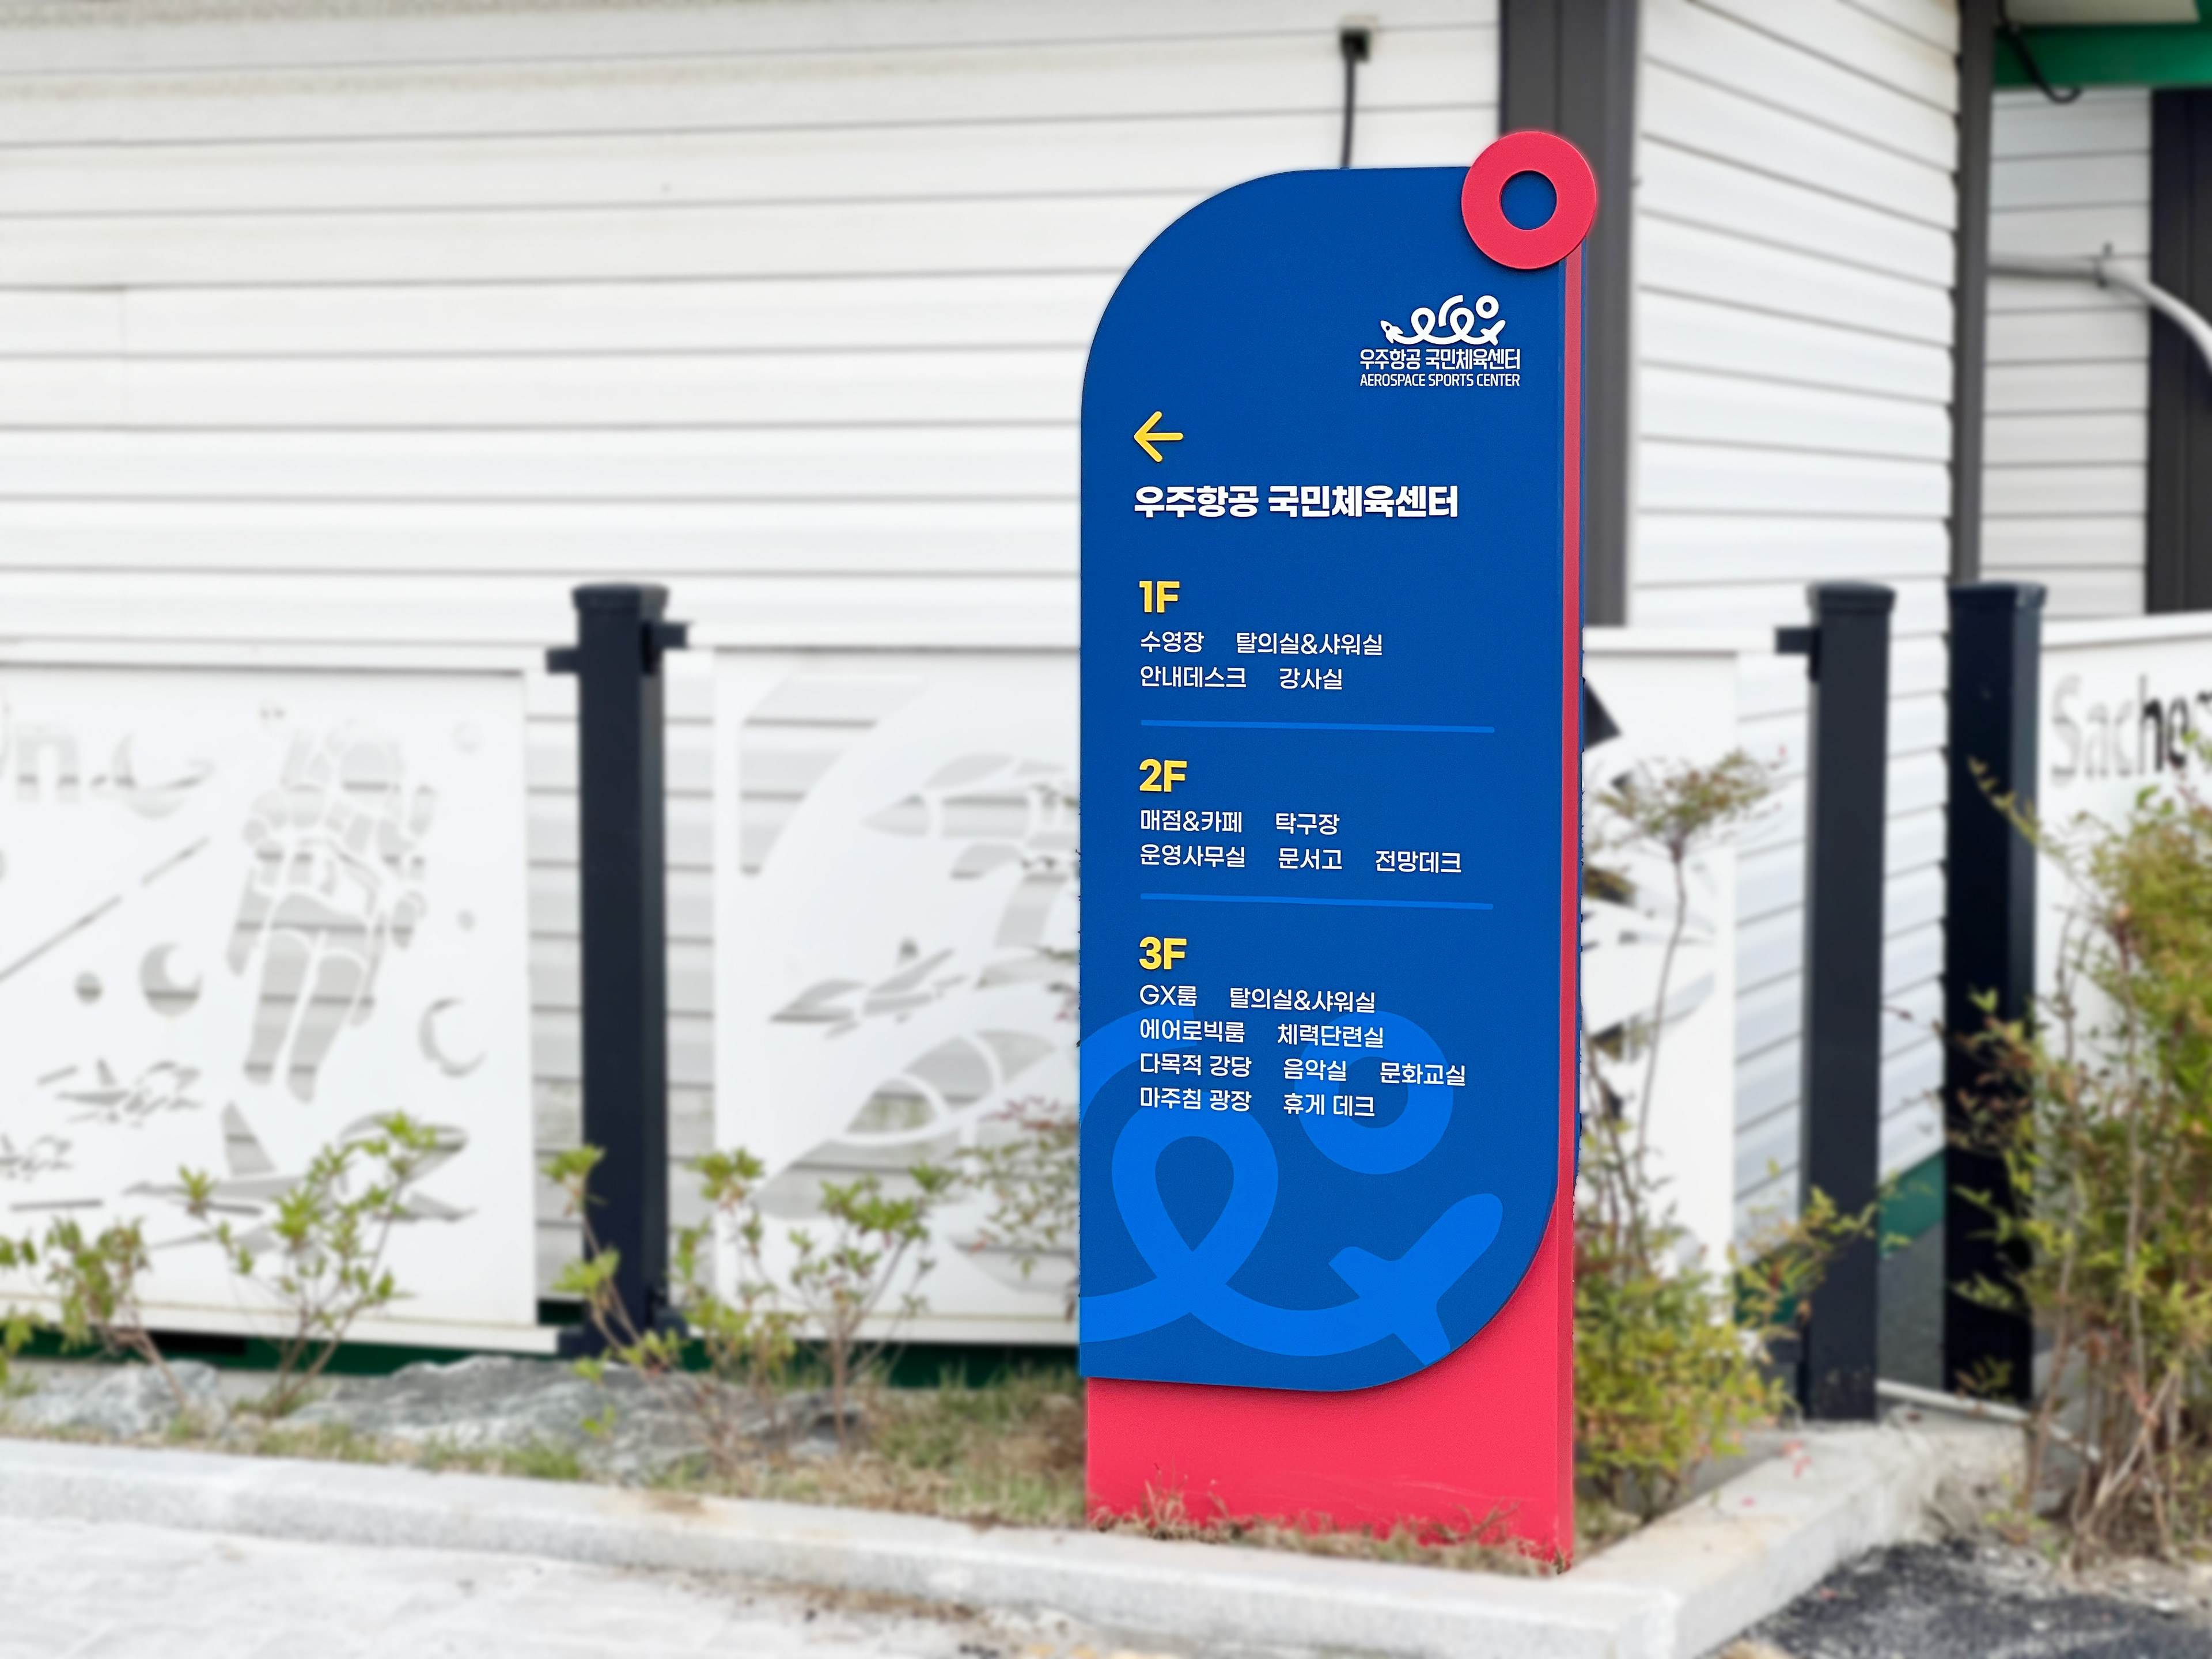 우주항공 국민체육센터
AEROSPACE SPORTS CENTER
←
우주항공 국민체육센터
1F
수영장 탈의실&샤워실
안내데스크 강사실
2F
매점&카페 탁구장
운영사무실 문서고 전망데크
3F
GX룸 탈의실&샤워실
에어로빅룸 체력단련실
다목적 강당 음악실 문화교실
마주침 광장 휴게 데크